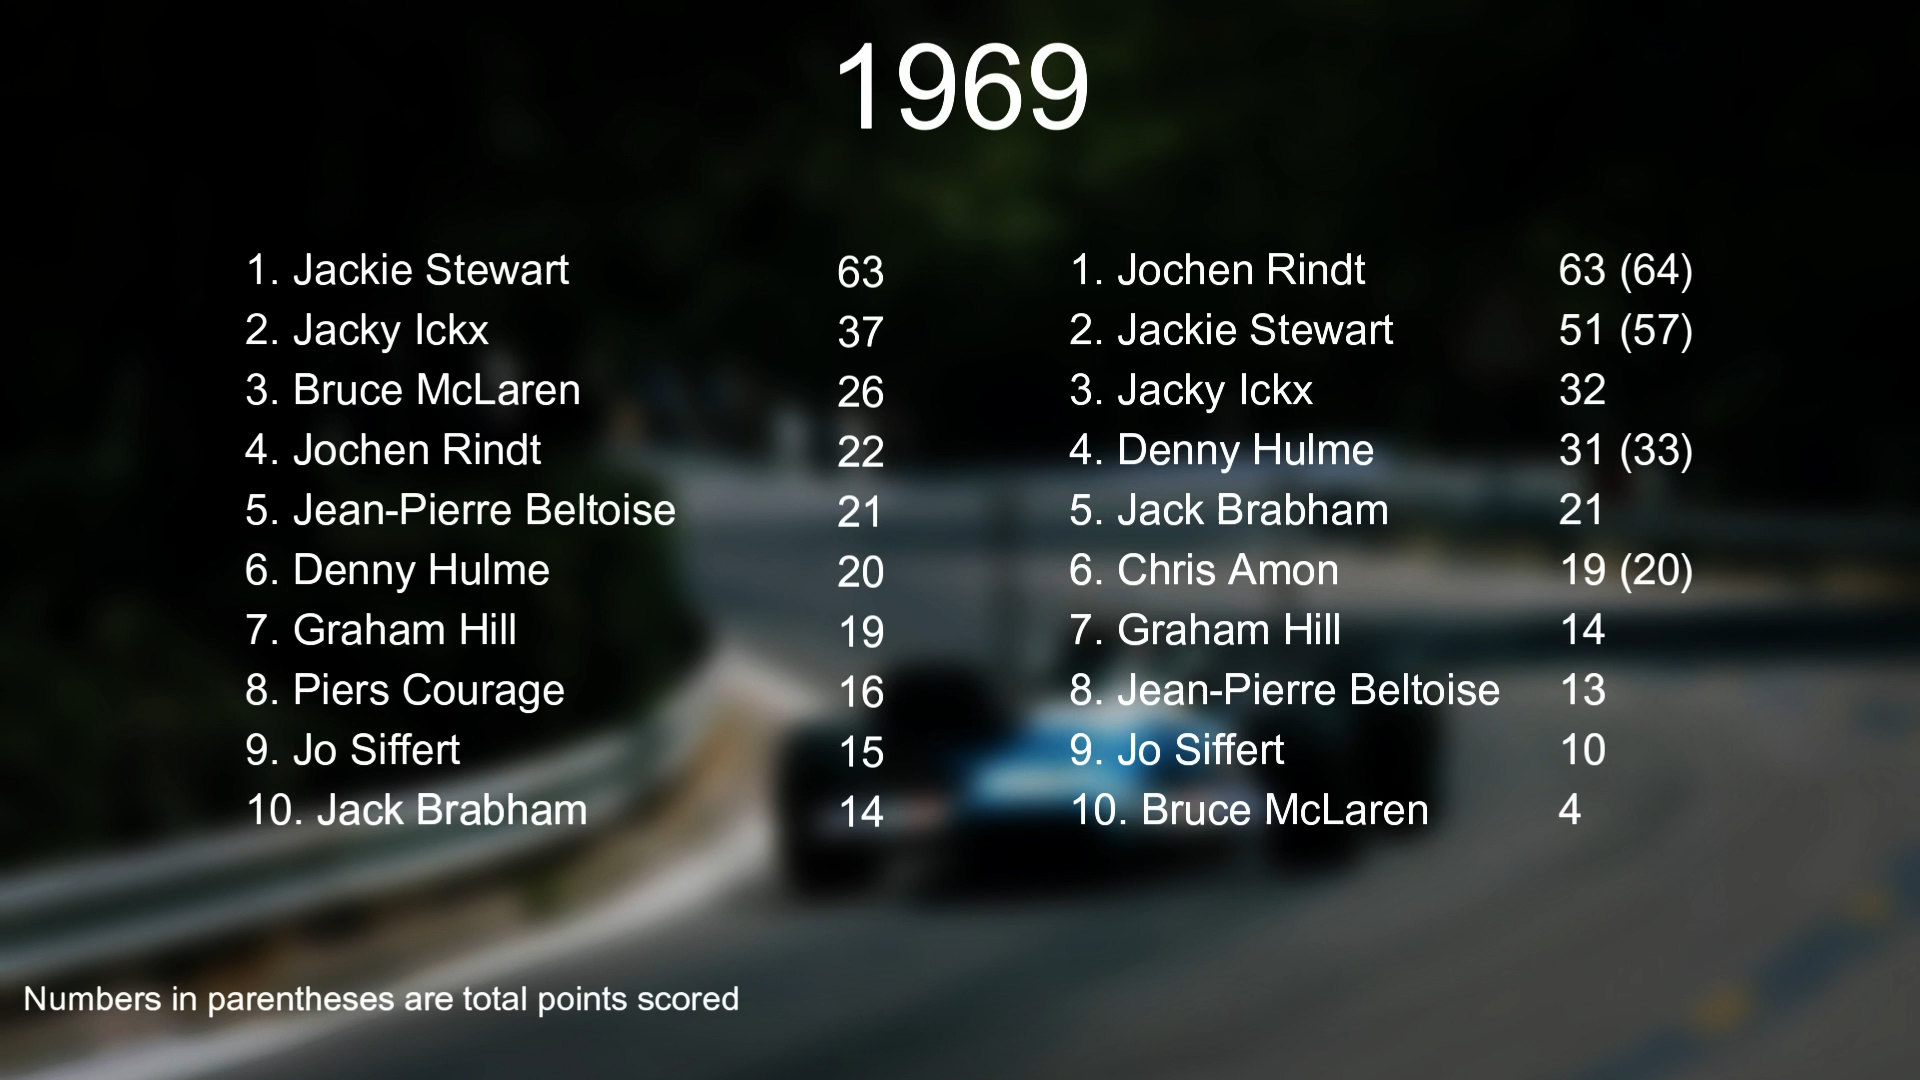 1969
1. Jackie Stewart 63
2. Jacky Ickx 37
3. Bruce McLaren 26
4. Jochen Rindt 22
5. Jean-Pierre Beltoise 21
6. Denny Hulme 20
7. Graham Hill 19
8. Piers Courage 16
9. Jo Siffert 15
10. Jack Brabham 14
1. Jochen Rindt 63 (64)
2. Jackie Stewart 51 (57)
3. Jacky Ickx 32
4. Denny Hulme 31 (33)
5. Jack Brabham 21
6. Chris Amon 19 (20)
7. Graham Hill 14
8. Jean-Pierre Beltoise 13
9. Jo Siffert 10
10. Bruce McLaren 4
Numbers in parentheses are total points scored